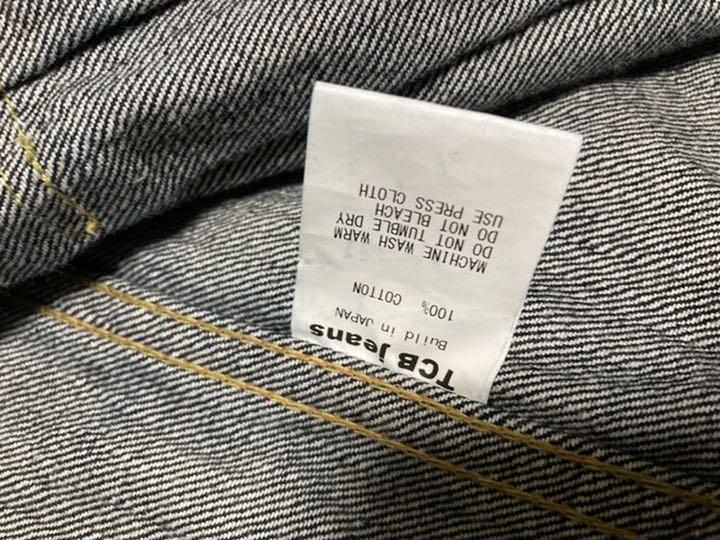 TCB jeans
Build in JAPAN
100% COTTON
MACHINE WASH WARM
DO NOT TUMBLE DRY
DO NOT BLEACH
USE PRESS CLOTH